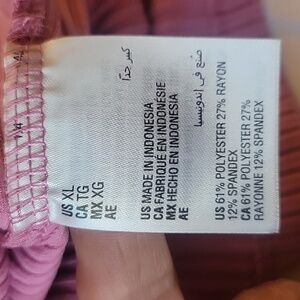 US XL
CA TG
MX XG
AE
كبير جداً
US MADE IN INDONESIA
CA FABRIQUÉ EN INDONÉSIE
MX HECHO EN INDONESIA
AE
صنع في اندونيسيا
US 61% POLYESTER 27% RAYON
12% SPANDEX
CA 61% POLYESTER 27%
RAYONNE 12% SPANDEX